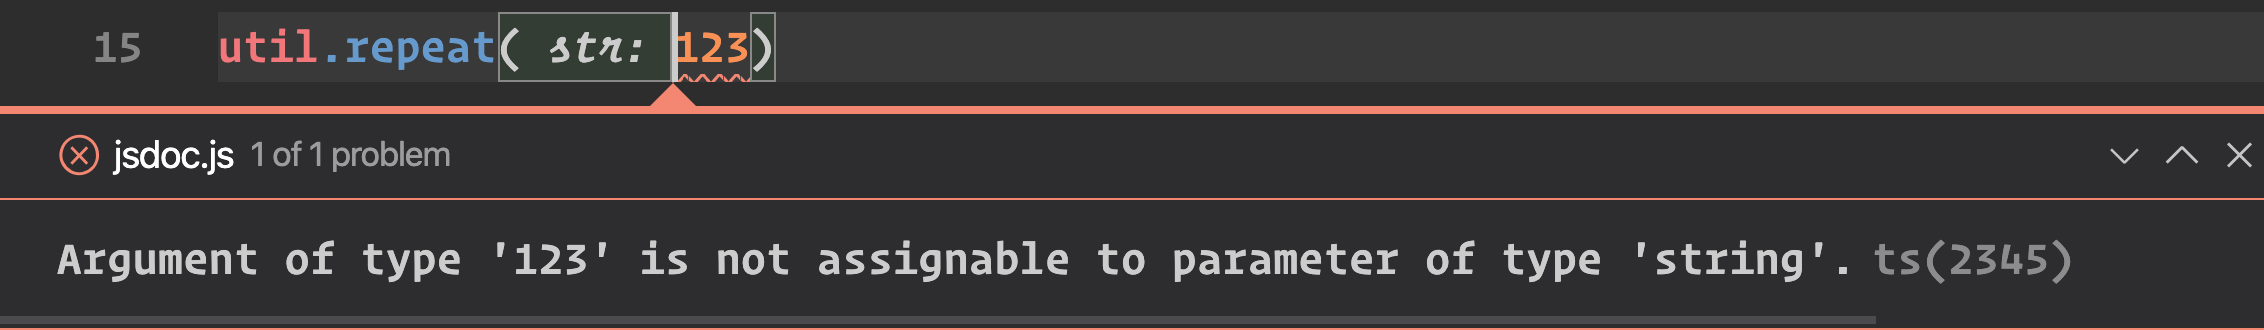 15 util.repeat( str: 123)
jsdoc.js 1 of 1 problem
Argument of type '123' is not assignable to parameter of type 'string'. ts(2345)